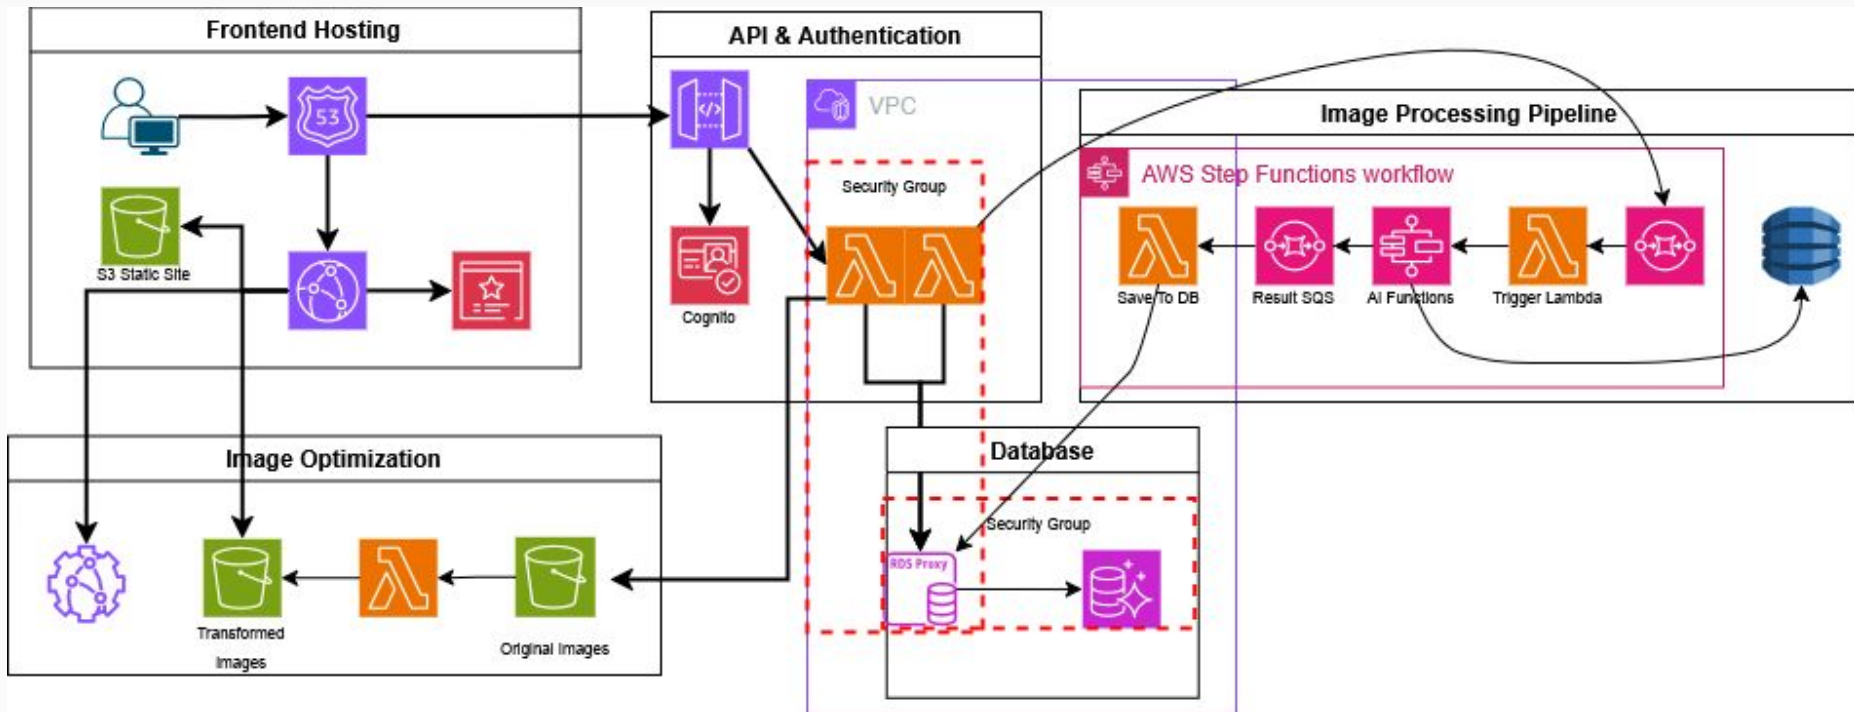 Frontend Hosting
53
S3 Static Site
API & Authentication
</>
Cognito
VPC
Security Group
Image Processing Pipeline
AWS Step Functions workflow
Save To DB
Result SQS
AI Functions
Trigger Lambda
Image Optimization
Transformed
Images
Original Images
Database
Security Group
RDS Proxy